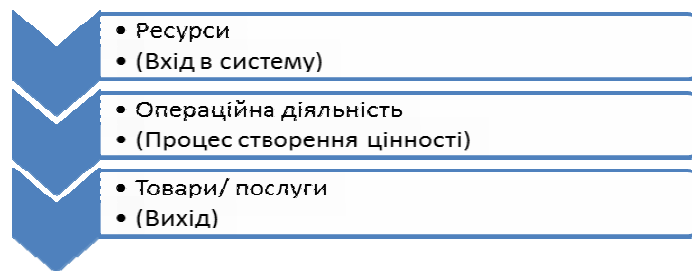 • Ресурси
• (Вхід в систему)
• Операційна діяльність
• (Процес створення цінності)
• Товари/ послуги
• (Вихід)